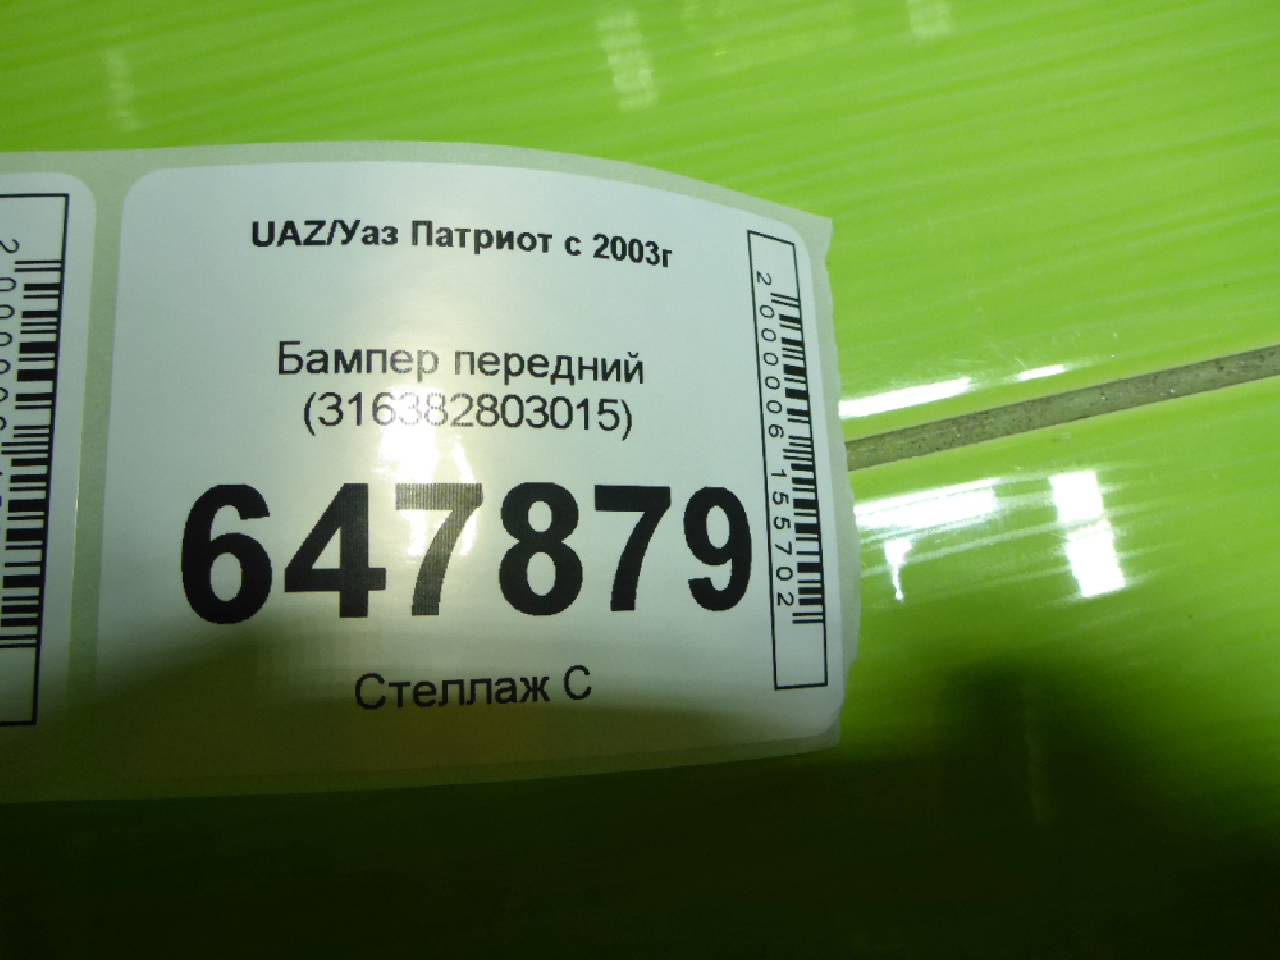 UAZ/Уаз Патриот с 2003г
Бампер передний
(316382803015)
647879
Стеллаж С
2000006155702